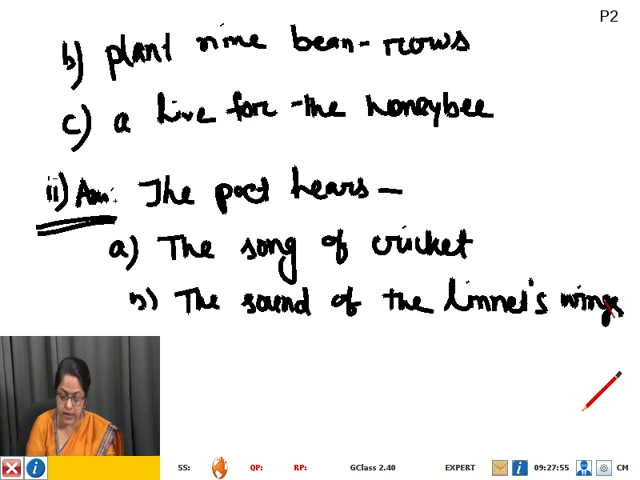 P2
b) plant nine bean-rows
c) a hive for the honeybee
ii) Ans: The poet hears —
a) The song of cricket
b) The sound of the linnet's wings
SS: QP: RP: GClass 2.40 EXPERT 09:27:55 CM